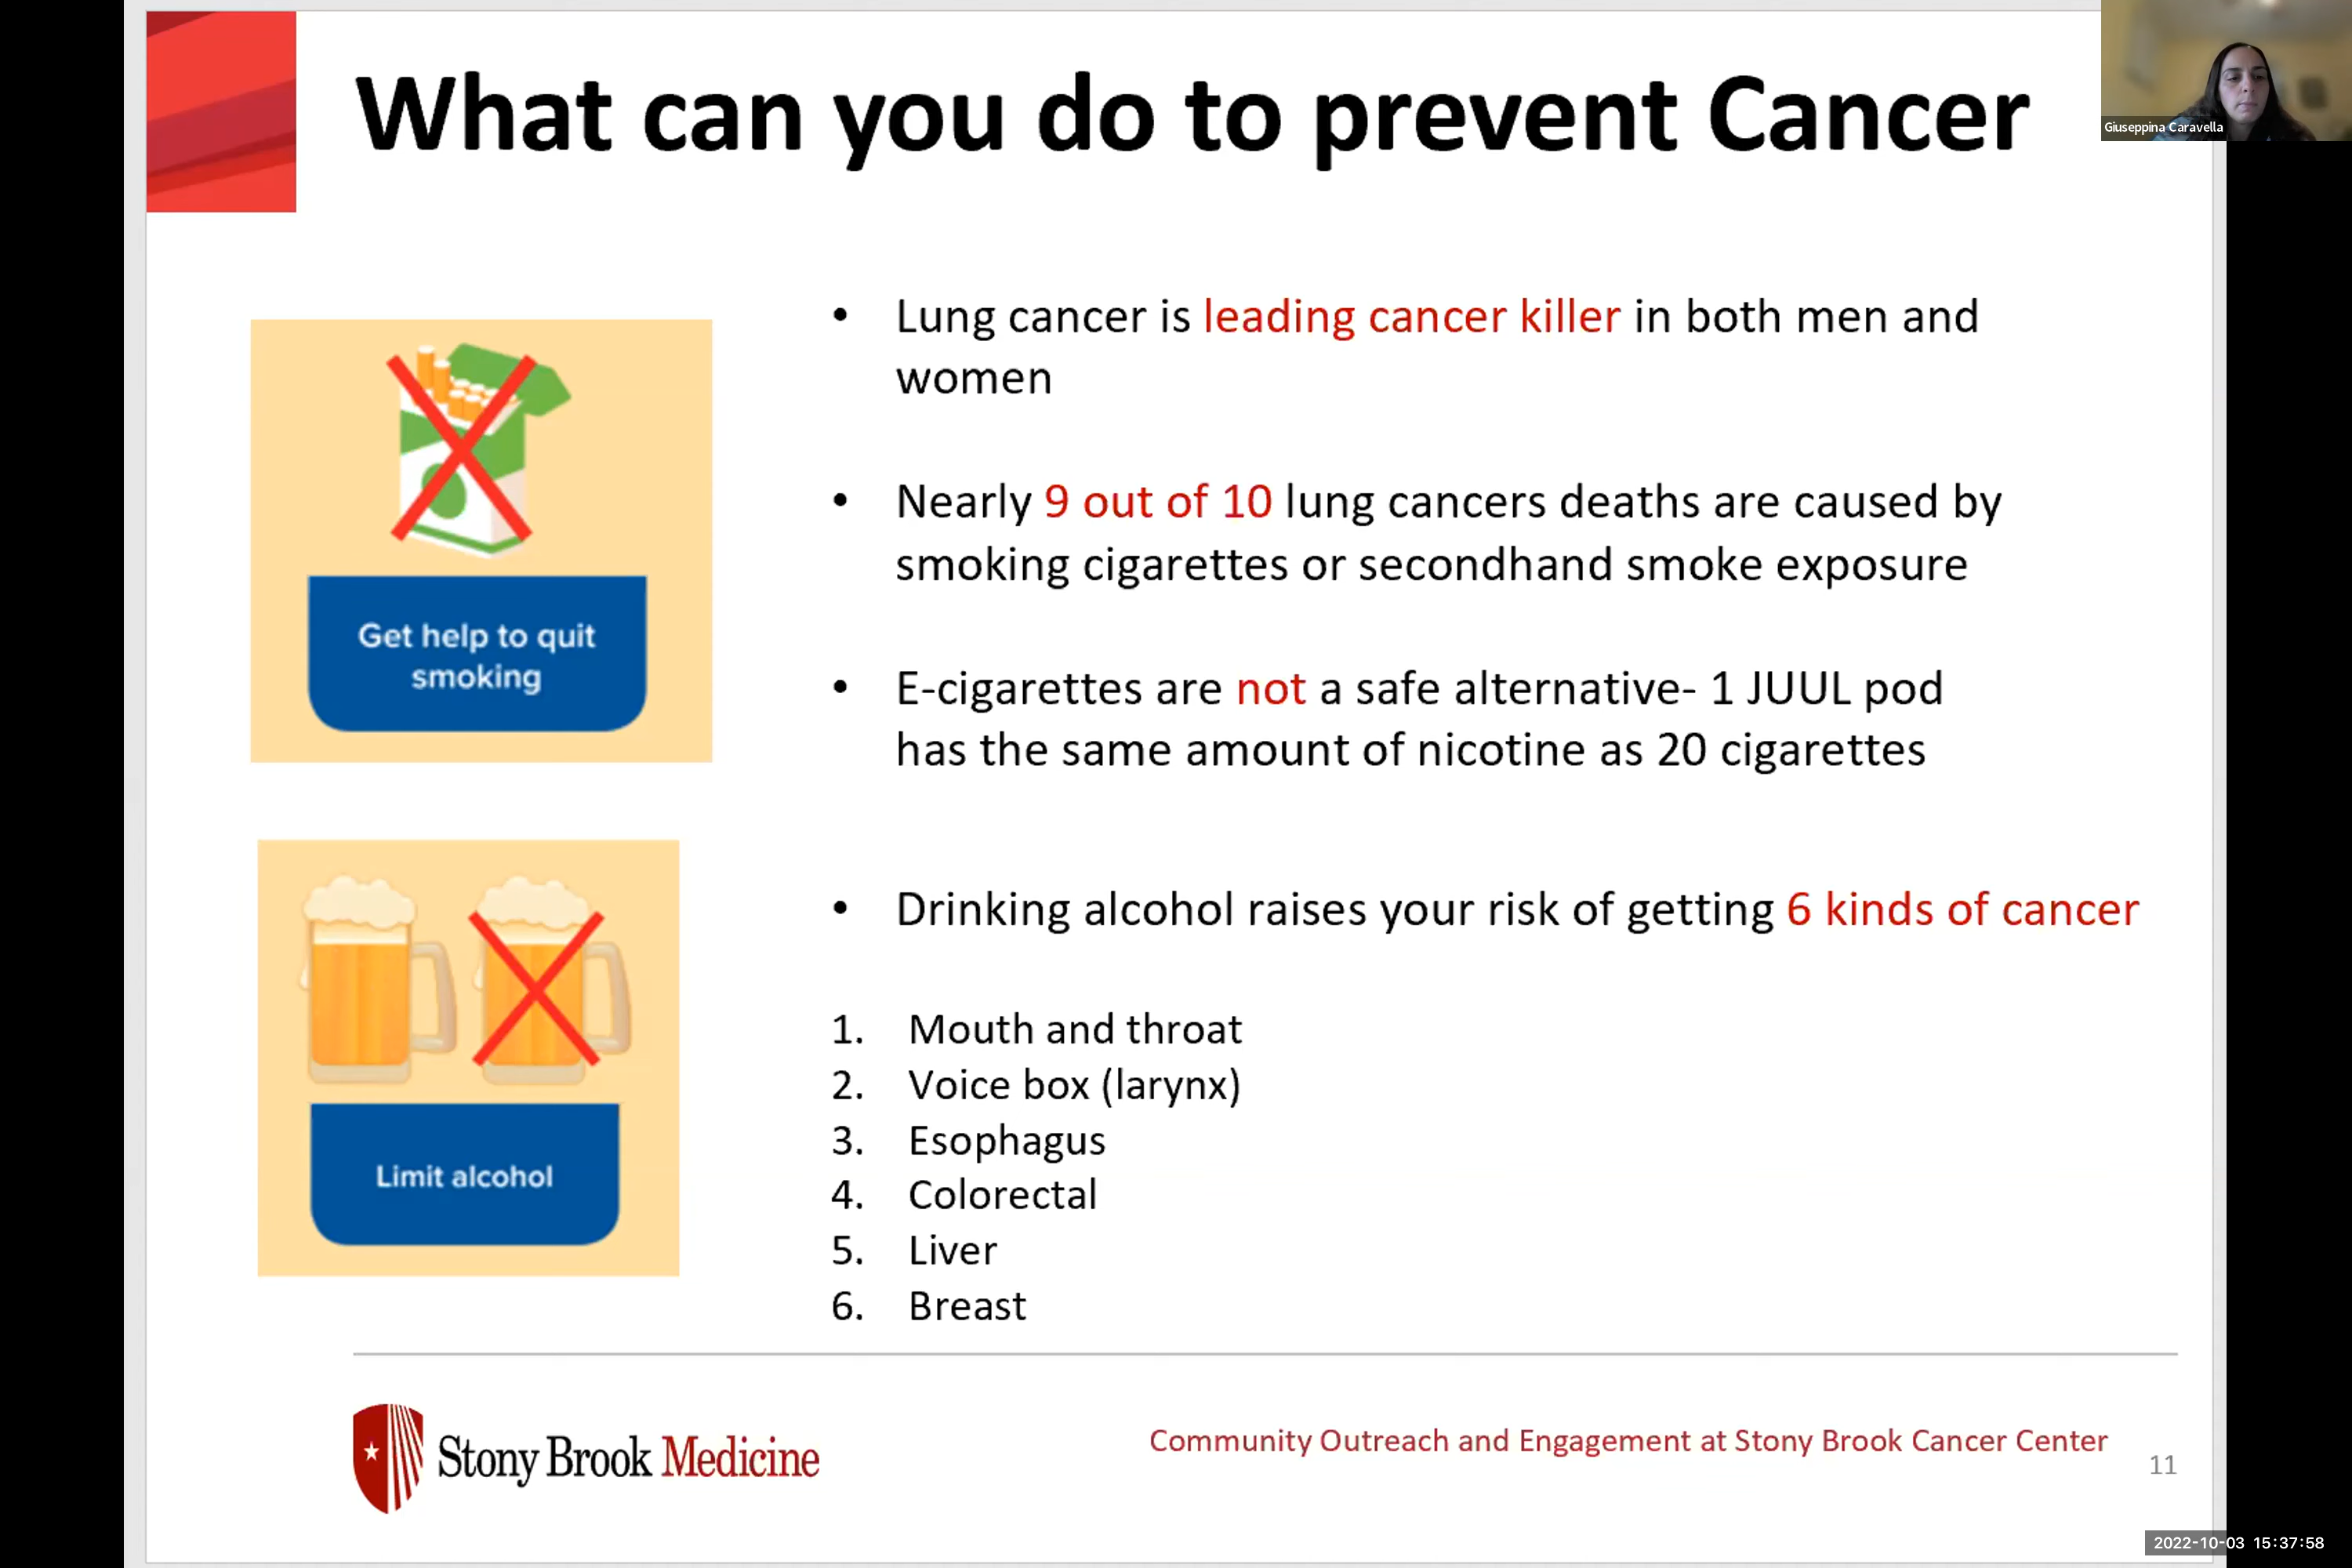 What can you do to prevent Cancer
Giuseppina Caravella
• Lung cancer is leading cancer killer in both men and
women
• Nearly 9 out of 10 lung cancers deaths are caused by
smoking cigarettes or secondhand smoke exposure
• E-cigarettes are not a safe alternative- 1 JUUL pod
has the same amount of nicotine as 20 cigarettes
Get help to quit
smoking
• Drinking alcohol raises your risk of getting 6 kinds of cancer
1. Mouth and throat
2. Voice box (larynx)
3. Esophagus
4. Colorectal
5. Liver
6. Breast
Limit alcohol
Stony Brook Medicine
Community Outreach and Engagement at Stony Brook Cancer Center
11
2022-10-03 15:37:58